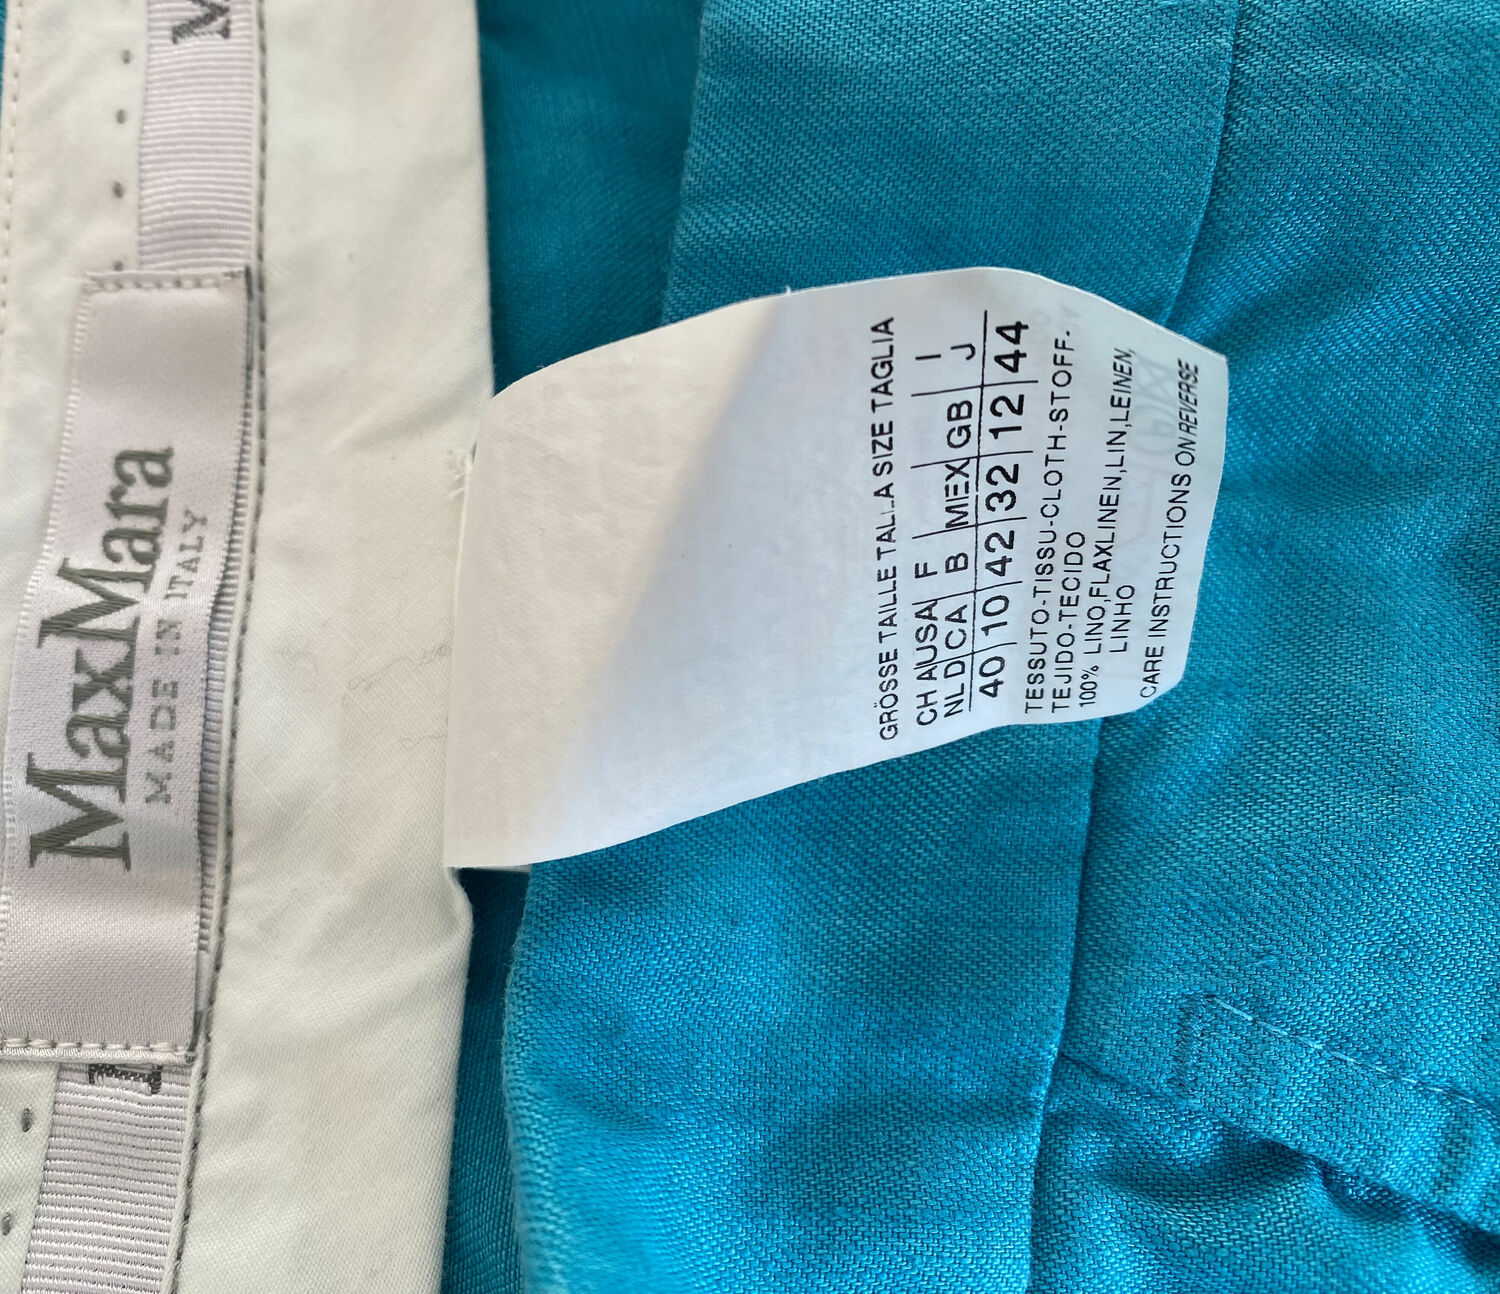 M
MaxMara
MADE IN ITALY
GRÖSSE TAILLE TALLA SIZE TAGLIA
CH A USA F I
NL D CA B MEX GB J
40 10 42 32 12 44
TESSUTO-TISSU-CLOTH-STOFF-
TEJIDO-TECIDO
100% LINO,FLAXLINEN,LIN,LEINEN,
LINHO
CARE INSTRUCTIONS ON REVERSE